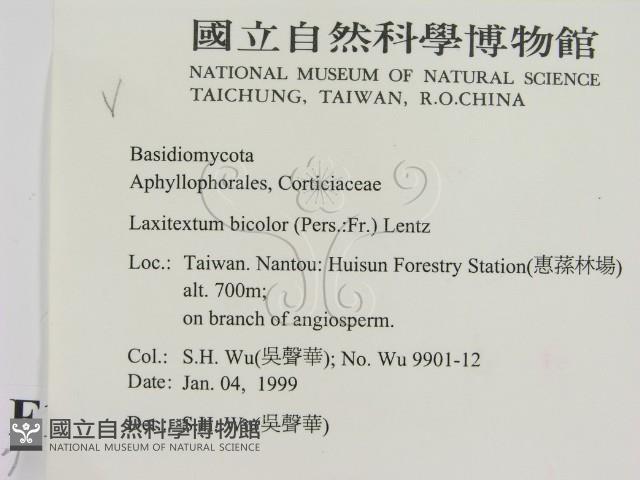 國立自然科學博物館
NATIONAL MUSEUM OF NATURAL SCIENCE
TAICHUNG, TAIWAN, R.O.CHINA
Basidiomycota
Aphyllophorales, Corticiaceae
Laxitextum bicolor (Pers.:Fr.) Lentz
Loc.: Taiwan. Nantou: Huisun Forestry Station(惠蓀林場)
alt. 700m;
on branch of angiosperm.
Col.: S.H. Wu(吳聲華); No. Wu 9901-12
Date: Jan. 04, 1999
Det.: S.H. Wu(吳聲華)
國立自然科學博物館
NATIONAL MUSEUM OF NATURAL SCIENCE